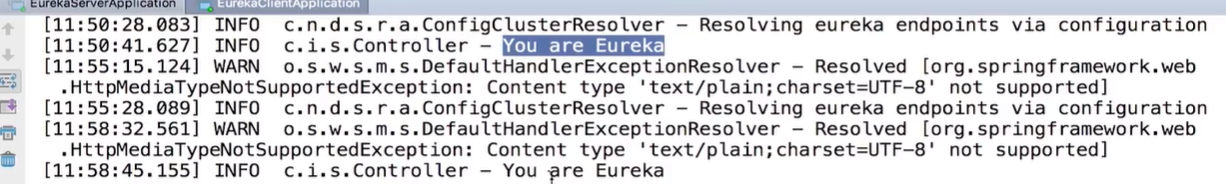 EurekaServerApplication EurekaClientApplication
[11:50:28.083] INFO c.n.d.s.r.a.ConfigClusterResolver – Resolving eureka endpoints via configuration
[11:50:41.627] INFO c.i.s.Controller – You are Eureka
[11:55:15.124] WARN o.s.w.s.m.s.DefaultHandlerExceptionResolver – Resolved [org.springframework.web
.HttpMediaTypeNotSupportedException: Content type 'text/plain;charset=UTF-8' not supported]
[11:55:28.089] INFO c.n.d.s.r.a.ConfigClusterResolver – Resolving eureka endpoints via configuration
[11:58:32.561] WARN o.s.w.s.m.s.DefaultHandlerExceptionResolver – Resolved [org.springframework.web
.HttpMediaTypeNotSupportedException: Content type 'text/plain;charset=UTF-8' not supported]
[11:58:45.155] INFO c.i.s.Controller – You are Eureka